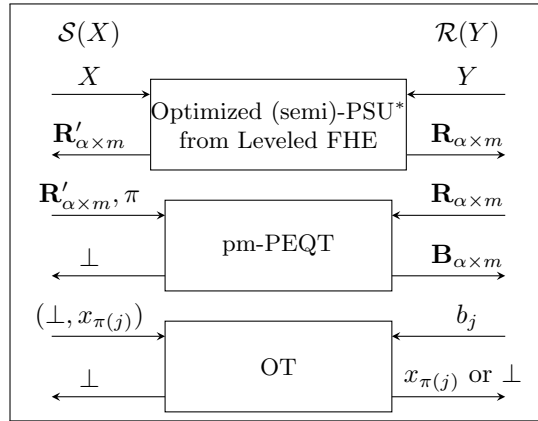 𝒮(X) ℛ(Y)
X Y
Optimized (semi)-PSU*
from Leveled FHE
R′α×m Rα×m
R′α×m, π Rα×m
pm-PEQT
⊥ Bα×m
(⊥, xπ(j)) bj
OT
⊥ xπ(j) or ⊥